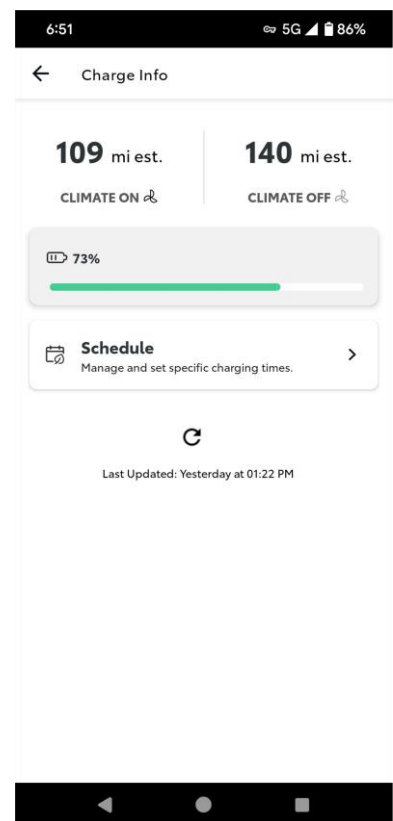 6:51 5G 86%
Charge Info
109 mi est. 140 mi est.
CLIMATE ON CLIMATE OFF
73%
Schedule
Manage and set specific charging times.
Last Updated: Yesterday at 01:22 PM